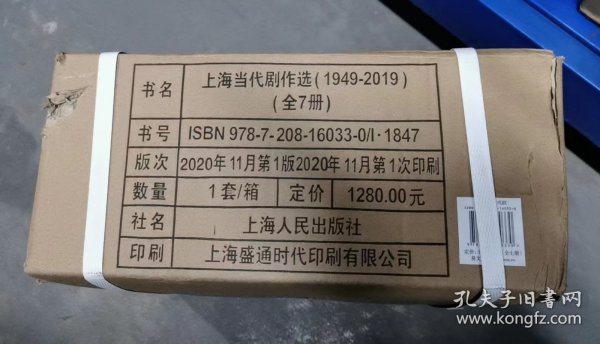 书名 上海当代剧作选(1949-2019)
(全7册)
书号 ISBN 978-7-208-16033-0/I·1847
版次 2020年11月第1版2020年11月第1次印刷
数量 1套/箱 定价 1280.00元
社名 上海人民出版社
印刷 上海盛通时代印刷有限公司
孔夫子旧书网
www.kongfz.com